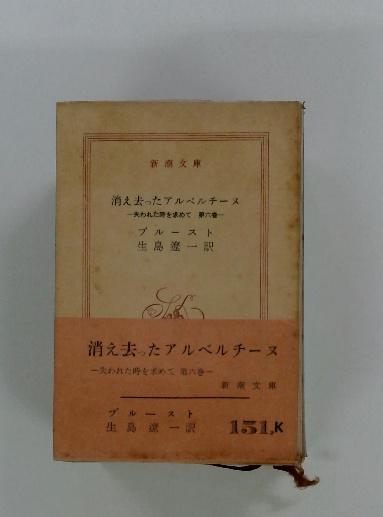 新潮文庫
消え去ったアルベルチーヌ
―失われた時を求めて 第六巻―
プルースト
生島遼一訳
消え去ったアルベルチーヌ
―失われた時を求めて 第六巻―
新潮文庫
プルースト
生島遼一訳
151,K